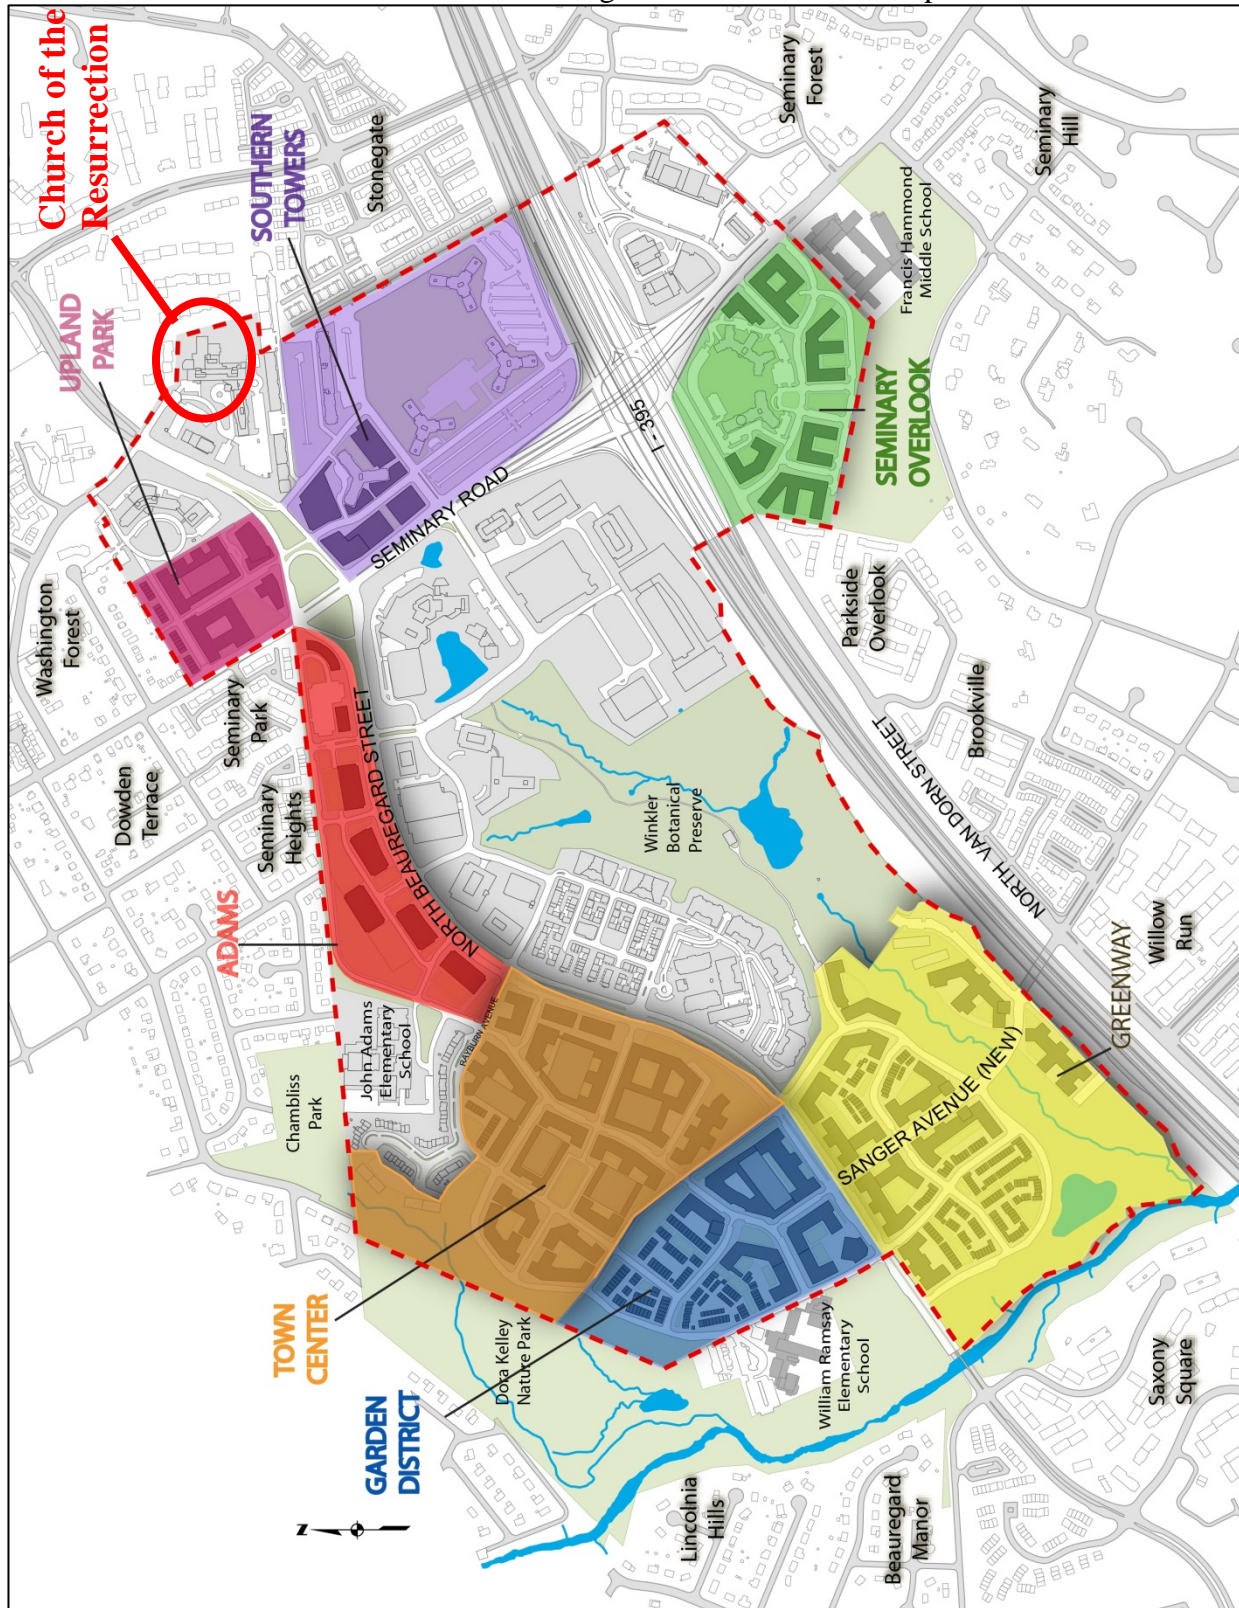 Church of the
Resurrection
UPLAND
PARK
SOUTHERN
TOWERS
Stonegate
Seminary
Forest
Seminary
Hill
Francis Hammond
Middle School
Washington
Forest
Seminary
Park
Dowden
Terrace
Seminary
Heights
ADAMS
SEMINARY ROAD
I - 395
SEMINARY
OVERLOOK
Parkside
Overlook
Brookville
NORTH BEAUREGARD STREET
Winkler
Botanical
Preserve
NORTH VAN DORN STREET
Willow
Run
GREENWAY
SANGER AVENUE (NEW)
RAYBURN AVENUE
John Adams
Elementary
School
Chambliss
Park
TOWN
CENTER
GARDEN
DISTRICT
Dora Kelley
Nature Park
William Ramsay
Elementary
School
Lincolnia
Hills
Beauregard
Manor
Saxony
Square
N